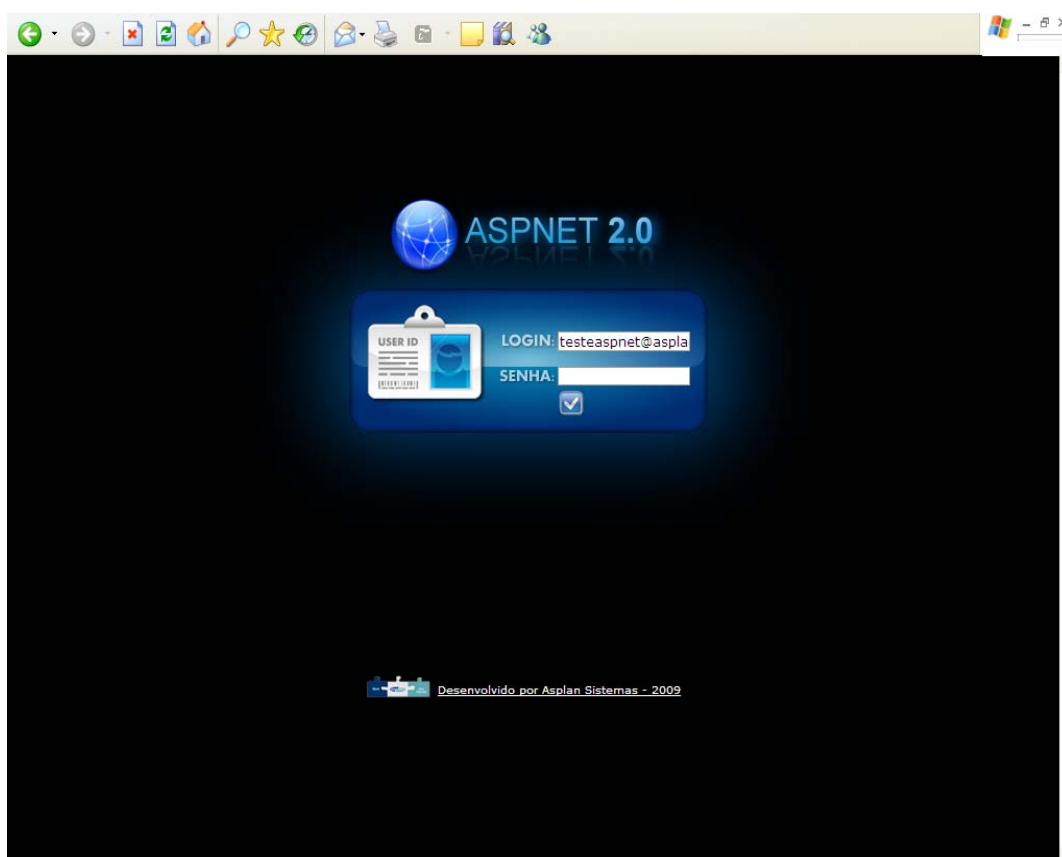 ASPNET 2.0
USER ID
LOGIN: testeaspnet@aspla
SENHA:
Desenvolvido por Asplan Sistemas - 2009